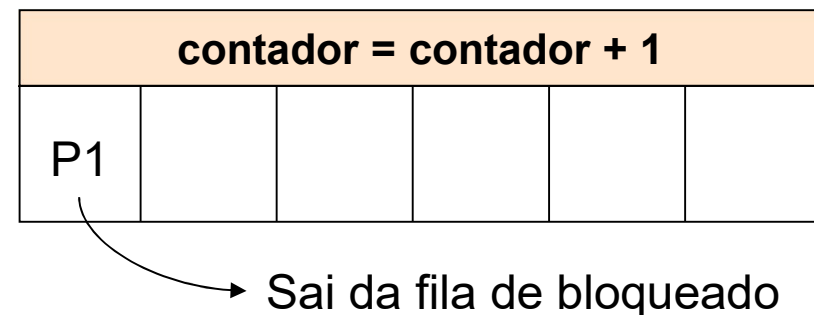 contador = contador + 1
P1
Sai da fila de bloqueado